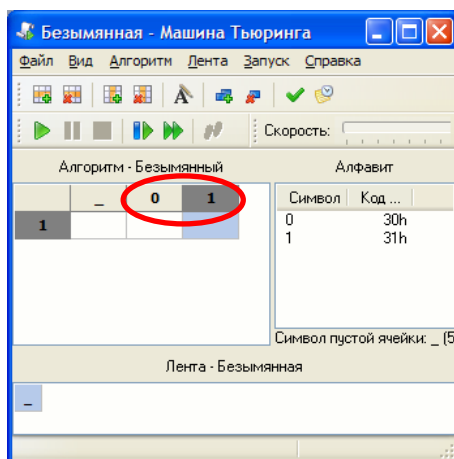 Безымянная - Машина Тьюринга
Файл Вид Алгоритм Лента Запуск Справка
A
Скорость:
Алгоритм - Безымянный
Алфавит
_ 0 1
1
Символ Код ...
0 30h
1 31h
Символ пустой ячейки: _ (5
Лента - Безымянная
_